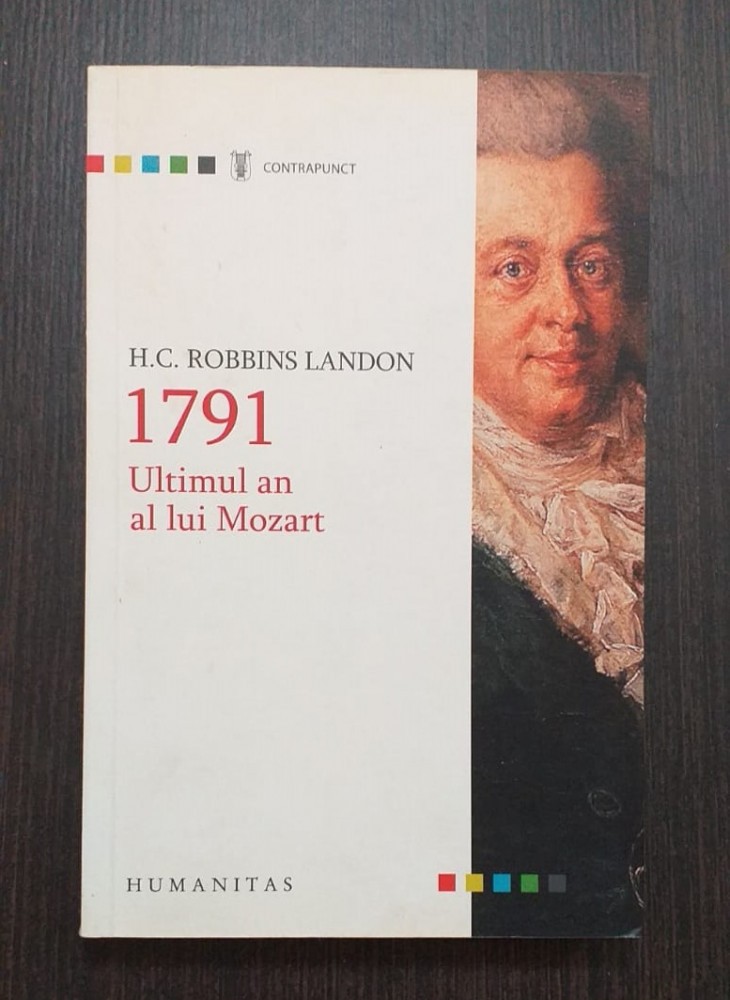 CONTRAPUNCT
H.C. ROBBINS LANDON
1791
Ultimul an
al lui Mozart
HUMANITAS